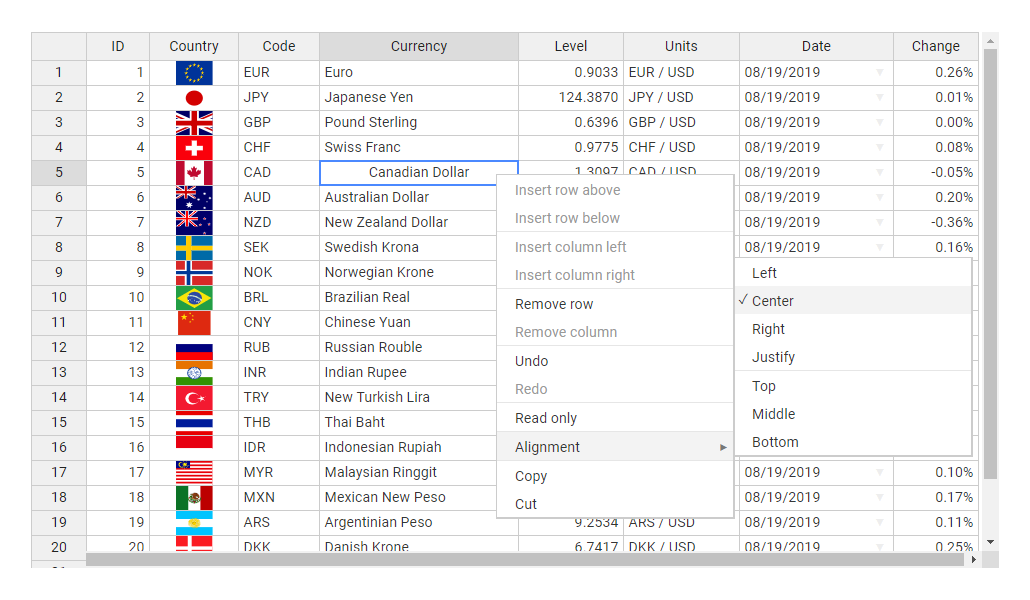 ID Country Code Currency Level Units Date Change
1 1 EUR Euro 0.9033 EUR / USD 08/19/2019 0.26%
2 2 JPY Japanese Yen 124.3870 JPY / USD 08/19/2019 0.01%
3 3 GBP Pound Sterling 0.6396 GBP / USD 08/19/2019 0.00%
4 4 CHF Swiss Franc 0.9775 CHF / USD 08/19/2019 0.08%
5 5 CAD Canadian Dollar 1.3097 CAD / USD 08/19/2019 -0.05%
6 6 AUD Australian Dollar 08/19/2019 0.20%
7 7 NZD New Zealand Dollar 08/19/2019 -0.36%
8 8 SEK Swedish Krona 08/19/2019 0.16%
9 9 NOK Norwegian Krone
10 10 BRL Brazilian Real
11 11 CNY Chinese Yuan
12 12 RUB Russian Rouble
13 13 INR Indian Rupee
14 14 TRY New Turkish Lira
15 15 THB Thai Baht
16 16 IDR Indonesian Rupiah
17 17 MYR Malaysian Ringgit 08/19/2019 0.10%
18 18 MXN Mexican New Peso 08/19/2019 0.17%
19 19 ARS Argentinian Peso 9.2534 ARS / USD 08/19/2019 0.11%
20 20 DKK Danish Krone 6.7417 DKK / USD 08/19/2019 0.25%
Insert row above
Insert row below
Insert column left
Insert column right
Remove row
Remove column
Undo
Redo
Read only
Alignment
Copy
Cut
Left
✓ Center
Right
Justify
Top
Middle
Bottom